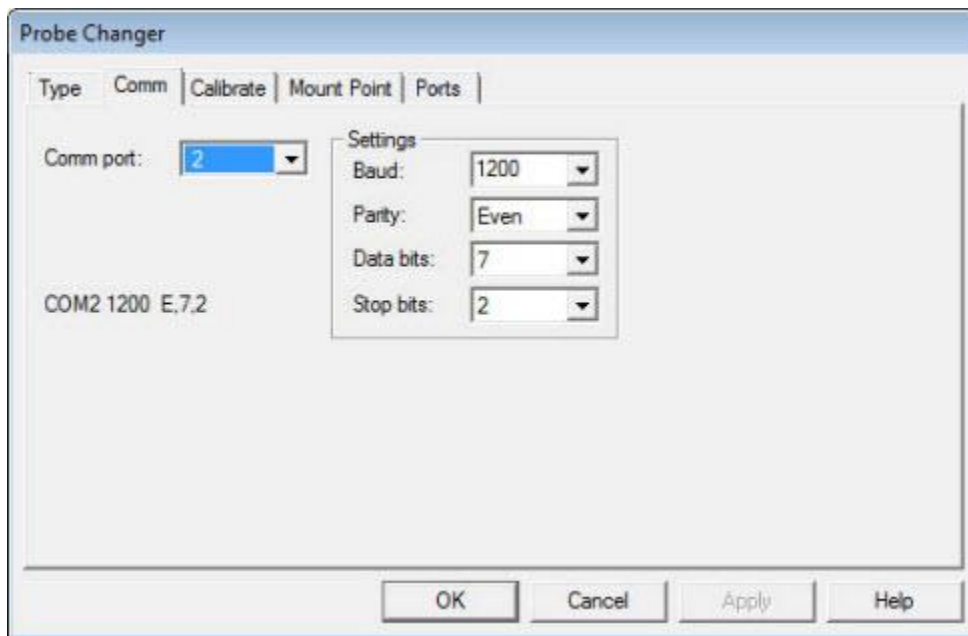 Probe Changer
Type Comm Calibrate Mount Point Ports
Settings
Comm port: 2
Baud: 1200
Parity: Even
Data bits: 7
COM2 1200 E,7,2
Stop bits: 2
OK Cancel Apply Help